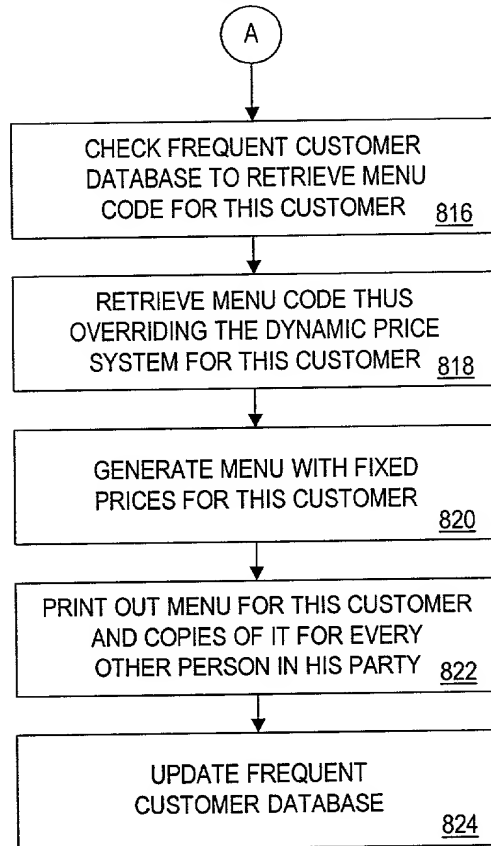 A
CHECK FREQUENT CUSTOMER
DATABASE TO RETRIEVE MENU
CODE FOR THIS CUSTOMER 816
RETRIEVE MENU CODE THUS
OVERRIDING THE DYNAMIC PRICE
SYSTEM FOR THIS CUSTOMER 818
GENERATE MENU WITH FIXED
PRICES FOR THIS CUSTOMER
820
PRINT OUT MENU FOR THIS CUSTOMER
AND COPIES OF IT FOR EVERY
OTHER PERSON IN HIS PARTY 822
UPDATE FREQUENT
CUSTOMER DATABASE
824